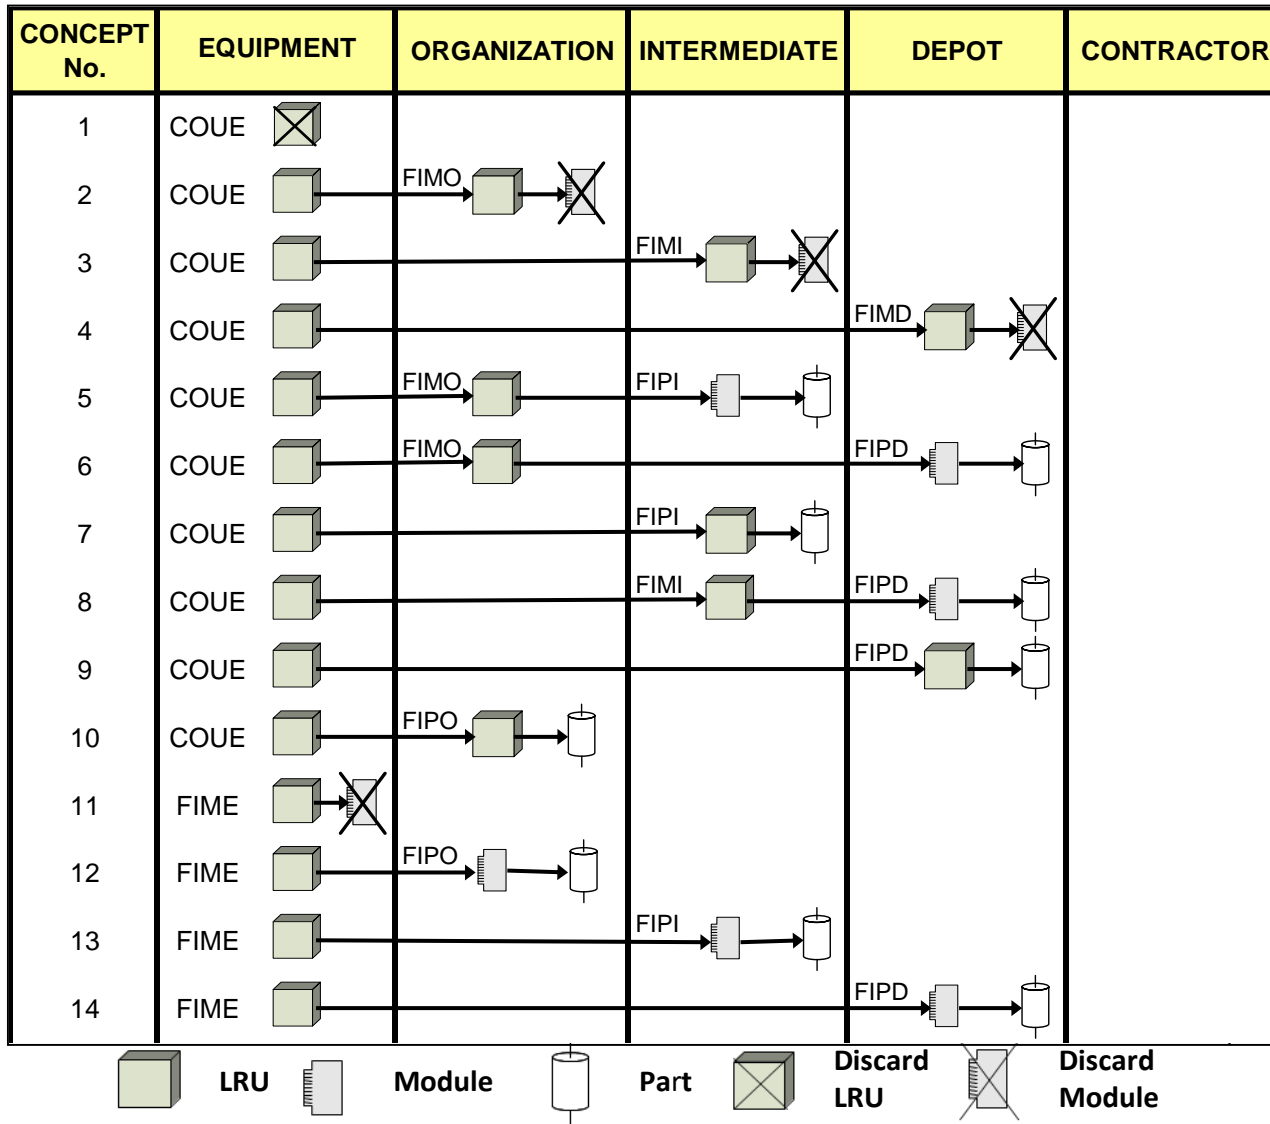 CONCEPT No. EQUIPMENT ORGANIZATION INTERMEDIATE DEPOT CONTRACTOR
1 COUE
2 COUE FIMO
3 COUE FIMI
4 COUE FIMD
5 COUE FIMO FIPI
6 COUE FIMO FIPD
7 COUE FIPI
8 COUE FIMI FIPD
9 COUE FIPD
10 COUE FIPO
11 FIME
12 FIME FIPO
13 FIME FIPI
14 FIME FIPD
LRU Module Part Discard LRU Discard Module